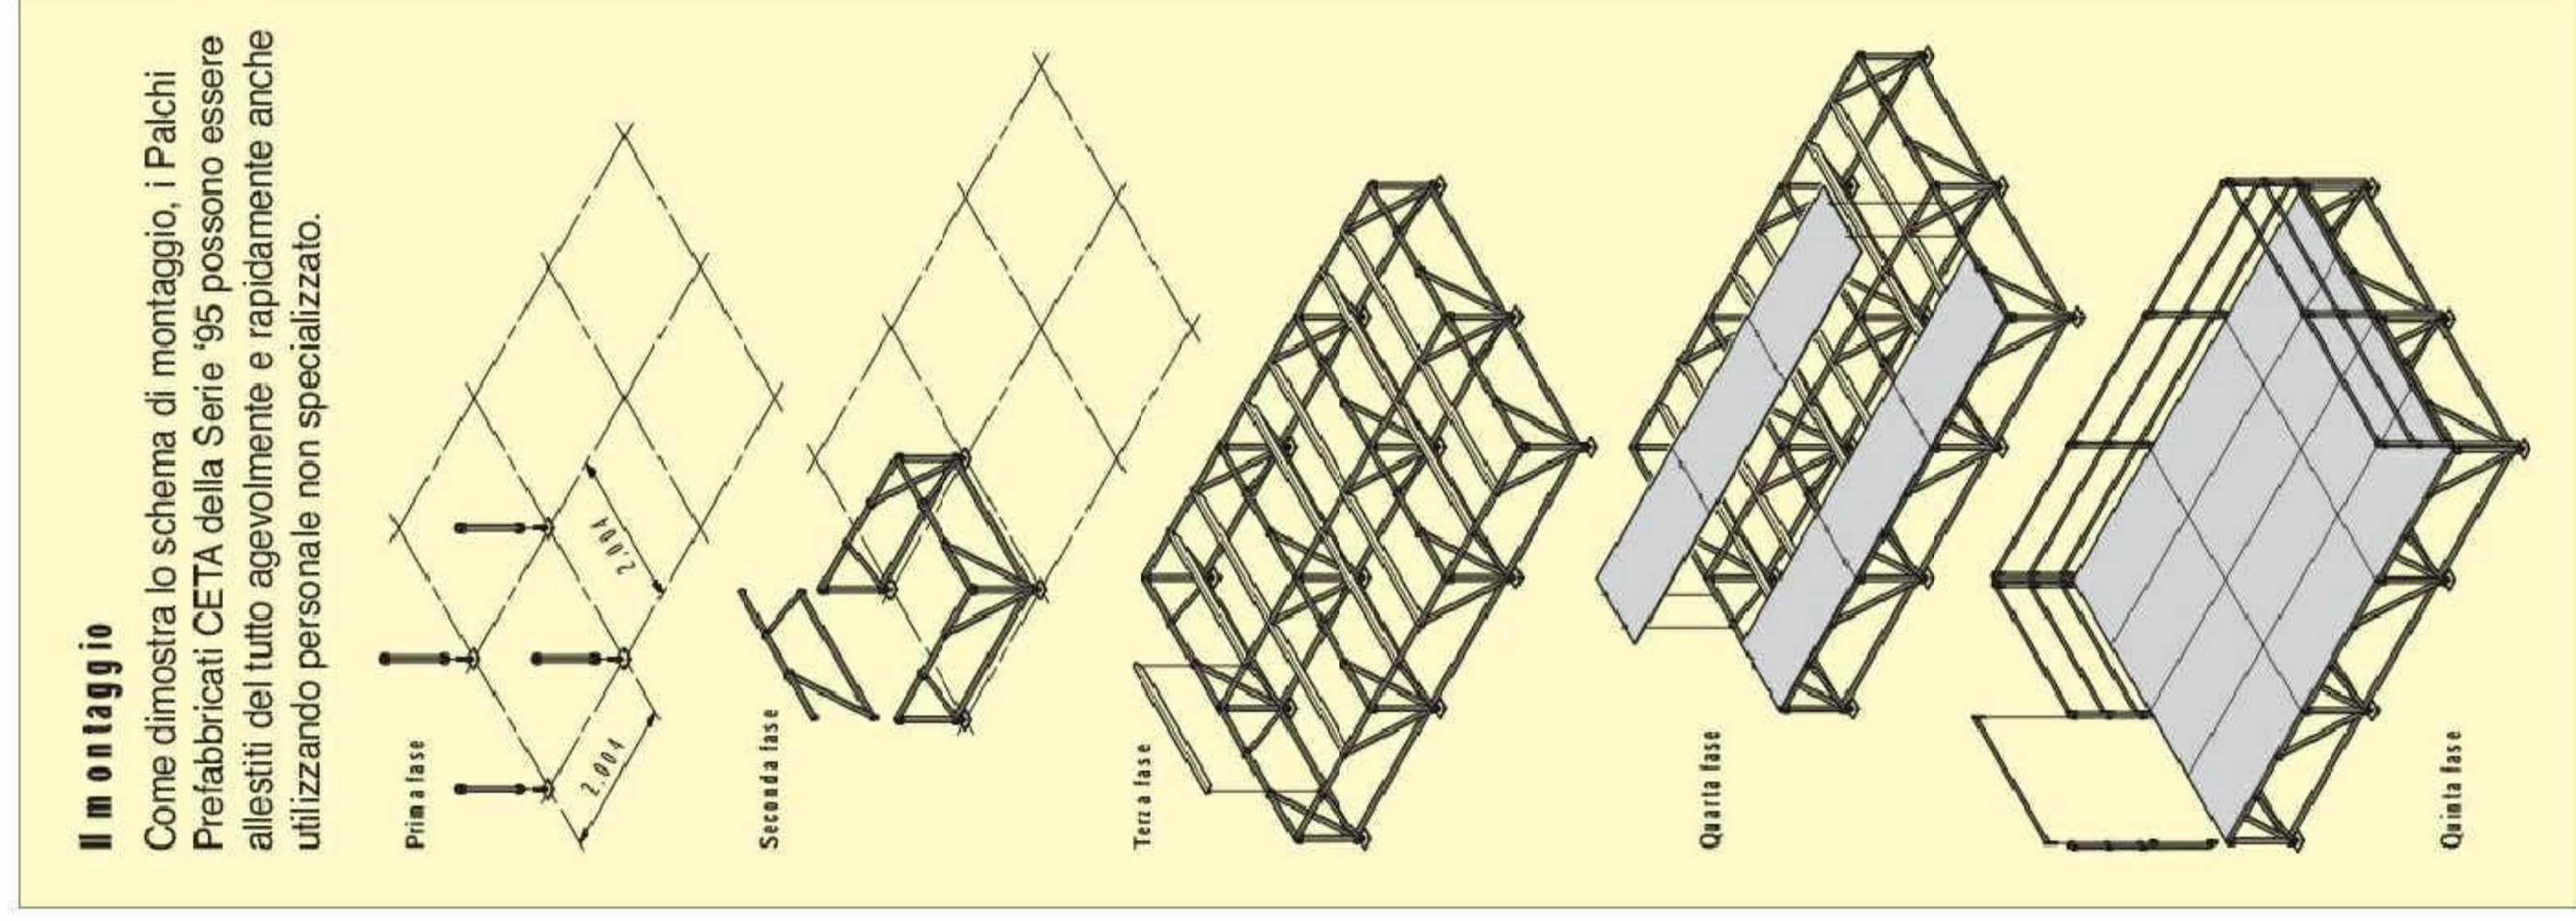 Il montaggio
Come dimostra lo schema di montaggio, i Palchi
Prefabbricati CETA della Serie ‘95 possono essere
allestiti del tutto agevolmente e rapidamente anche
utilizzando personale non specializzato.
Prima fase
2.004
2.004
Seconda fase
Terza fase
Quarta fase
Quinta fase